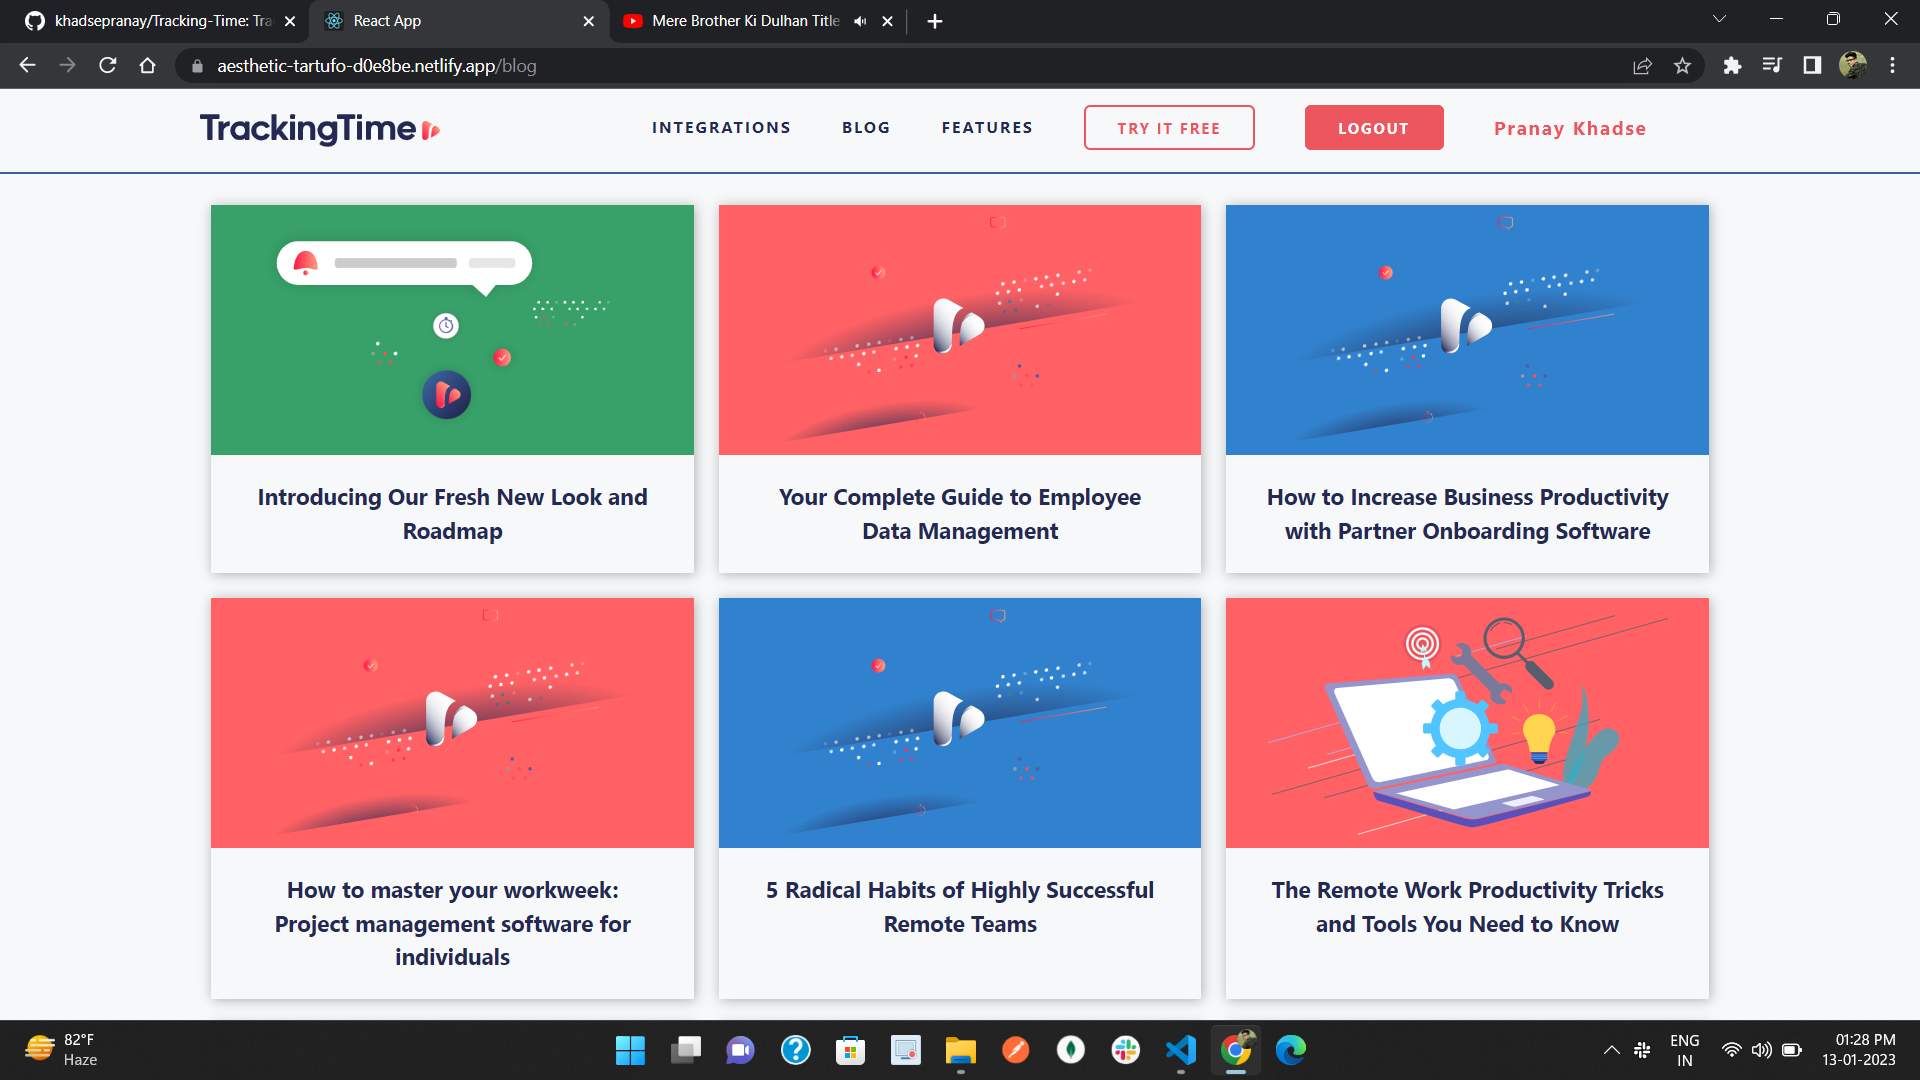 khadsepranay/Tracking-Time: Tra
React App
Mere Brother Ki Dulhan Title
aesthetic-tartufo-d0e8be.netlify.app/blog
TrackingTime
INTEGRATIONS
BLOG
FEATURES
TRY IT FREE
LOGOUT
Pranay Khadse
Introducing Our Fresh New Look and
Roadmap
Your Complete Guide to Employee
Data Management
How to Increase Business Productivity
with Partner Onboarding Software
How to master your workweek:
Project management software for
individuals
5 Radical Habits of Highly Successful
Remote Teams
The Remote Work Productivity Tricks
and Tools You Need to Know
82°F
Haze
ENG
IN
01:28 PM
13-01-2023